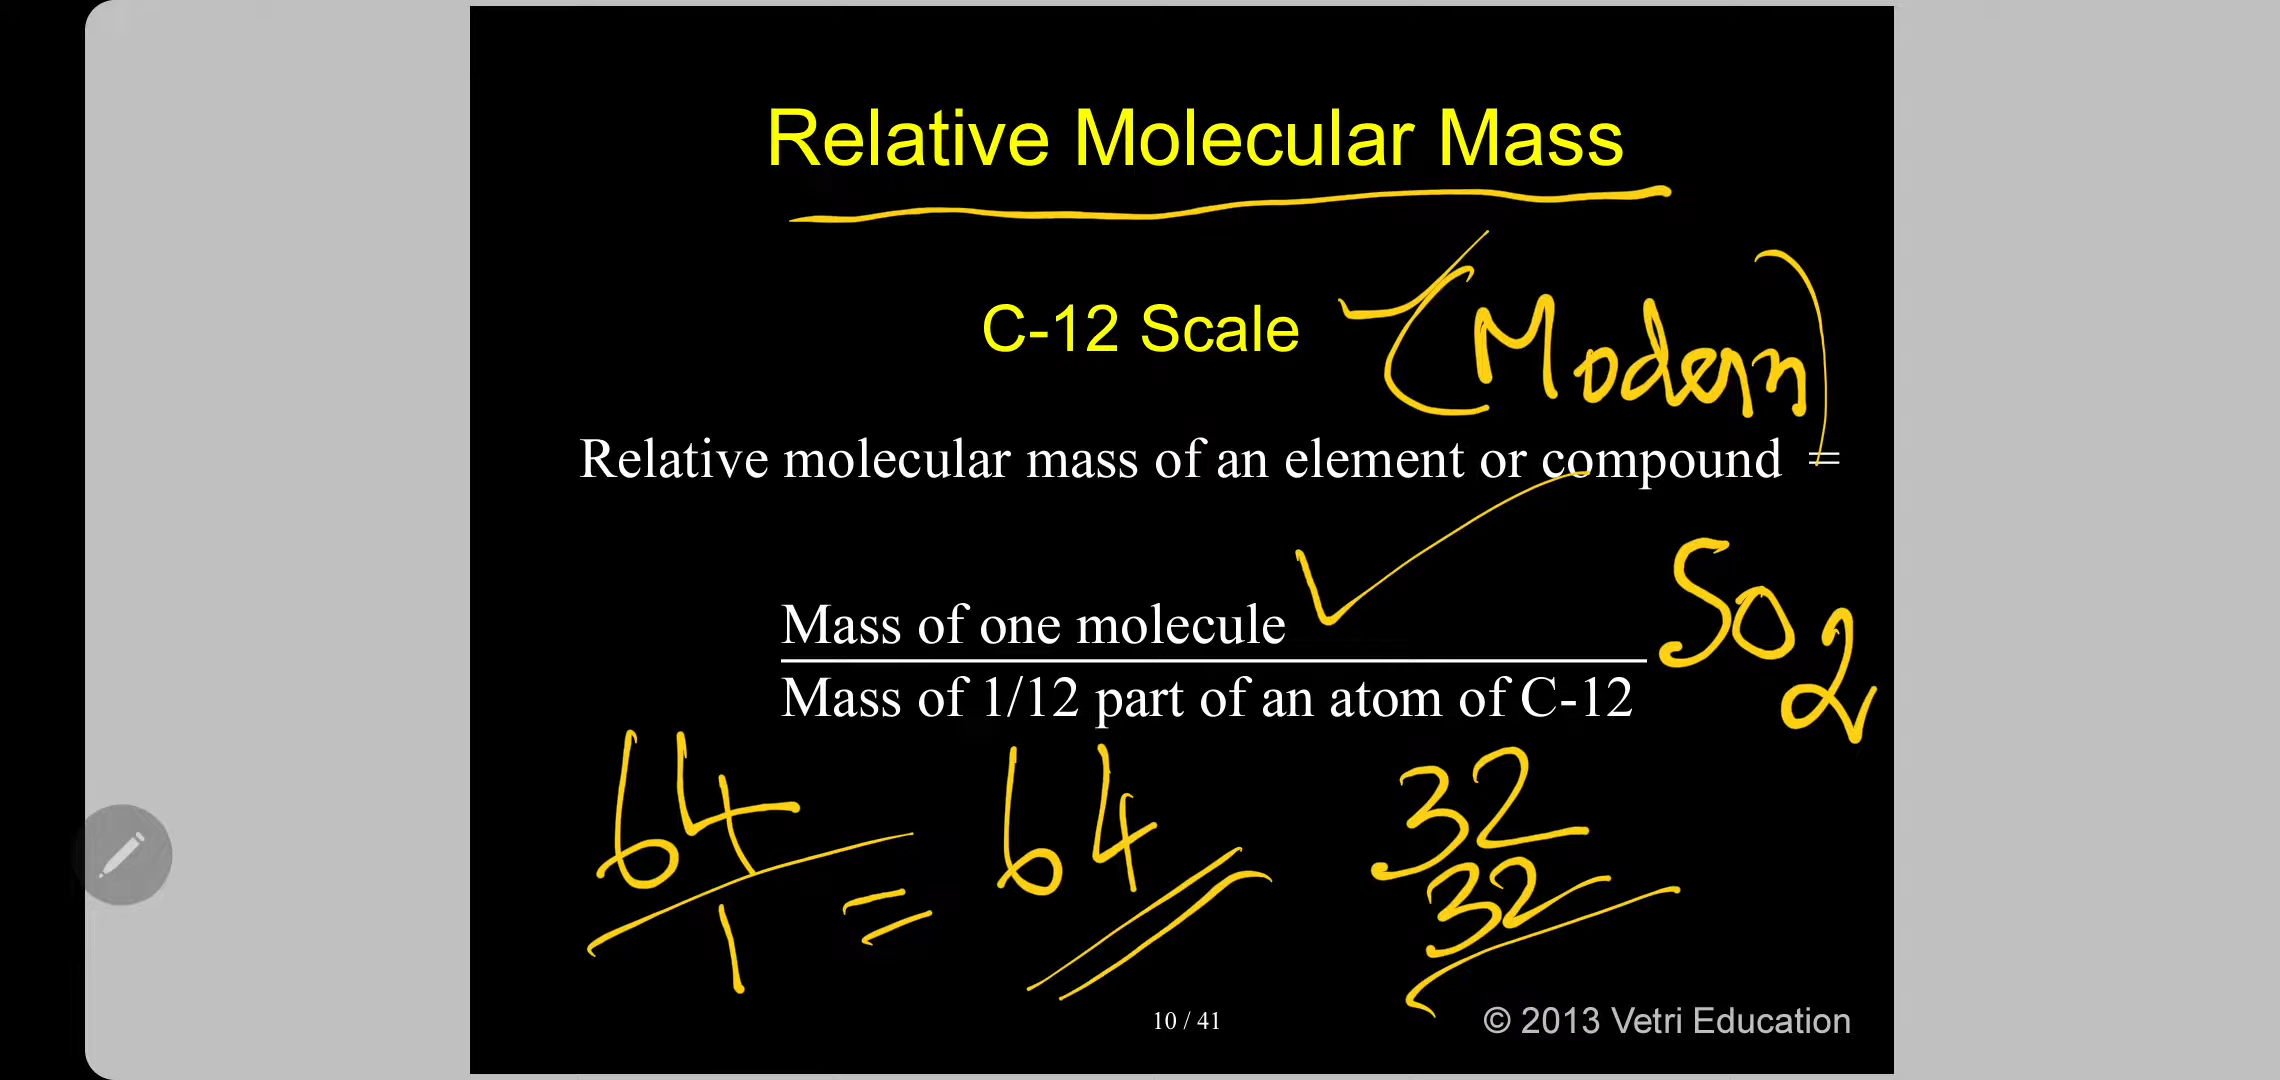 Relative Molecular Mass
C-12 Scale (Modern)
Relative molecular mass of an element or compound =
Mass of one molecule
Mass of 1/12 part of an atom of C-12
SO2
64/1 = 64
32
32
10 / 41
© 2013 Vetri Education